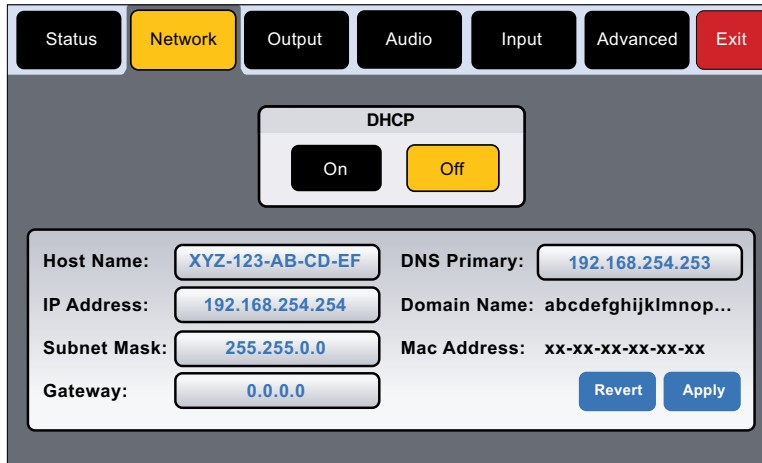 Status Network Output Audio Input Advanced Exit
DHCP
On Off
Host Name: XYZ-123-AB-CD-EF DNS Primary: 192.168.254.253
IP Address: 192.168.254.254 Domain Name: abcdefghijklmnop...
Subnet Mask: 255.255.0.0 Mac Address: xx-xx-xx-xx-xx-xx
Gateway: 0.0.0.0 Revert Apply